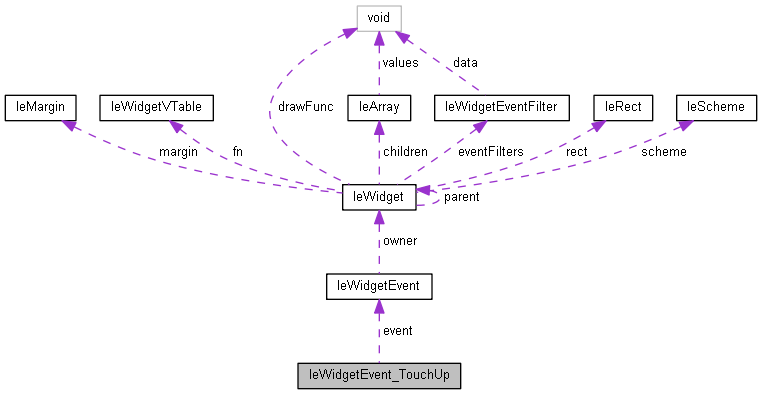 void
drawFunc
values
data
leMargin
leWidgetVTable
leArray
leWidgetEventFilter
leRect
leScheme
margin
fn
children
eventFilters
rect
scheme
leWidget
parent
owner
leWidgetEvent
event
leWidgetEvent_TouchUp